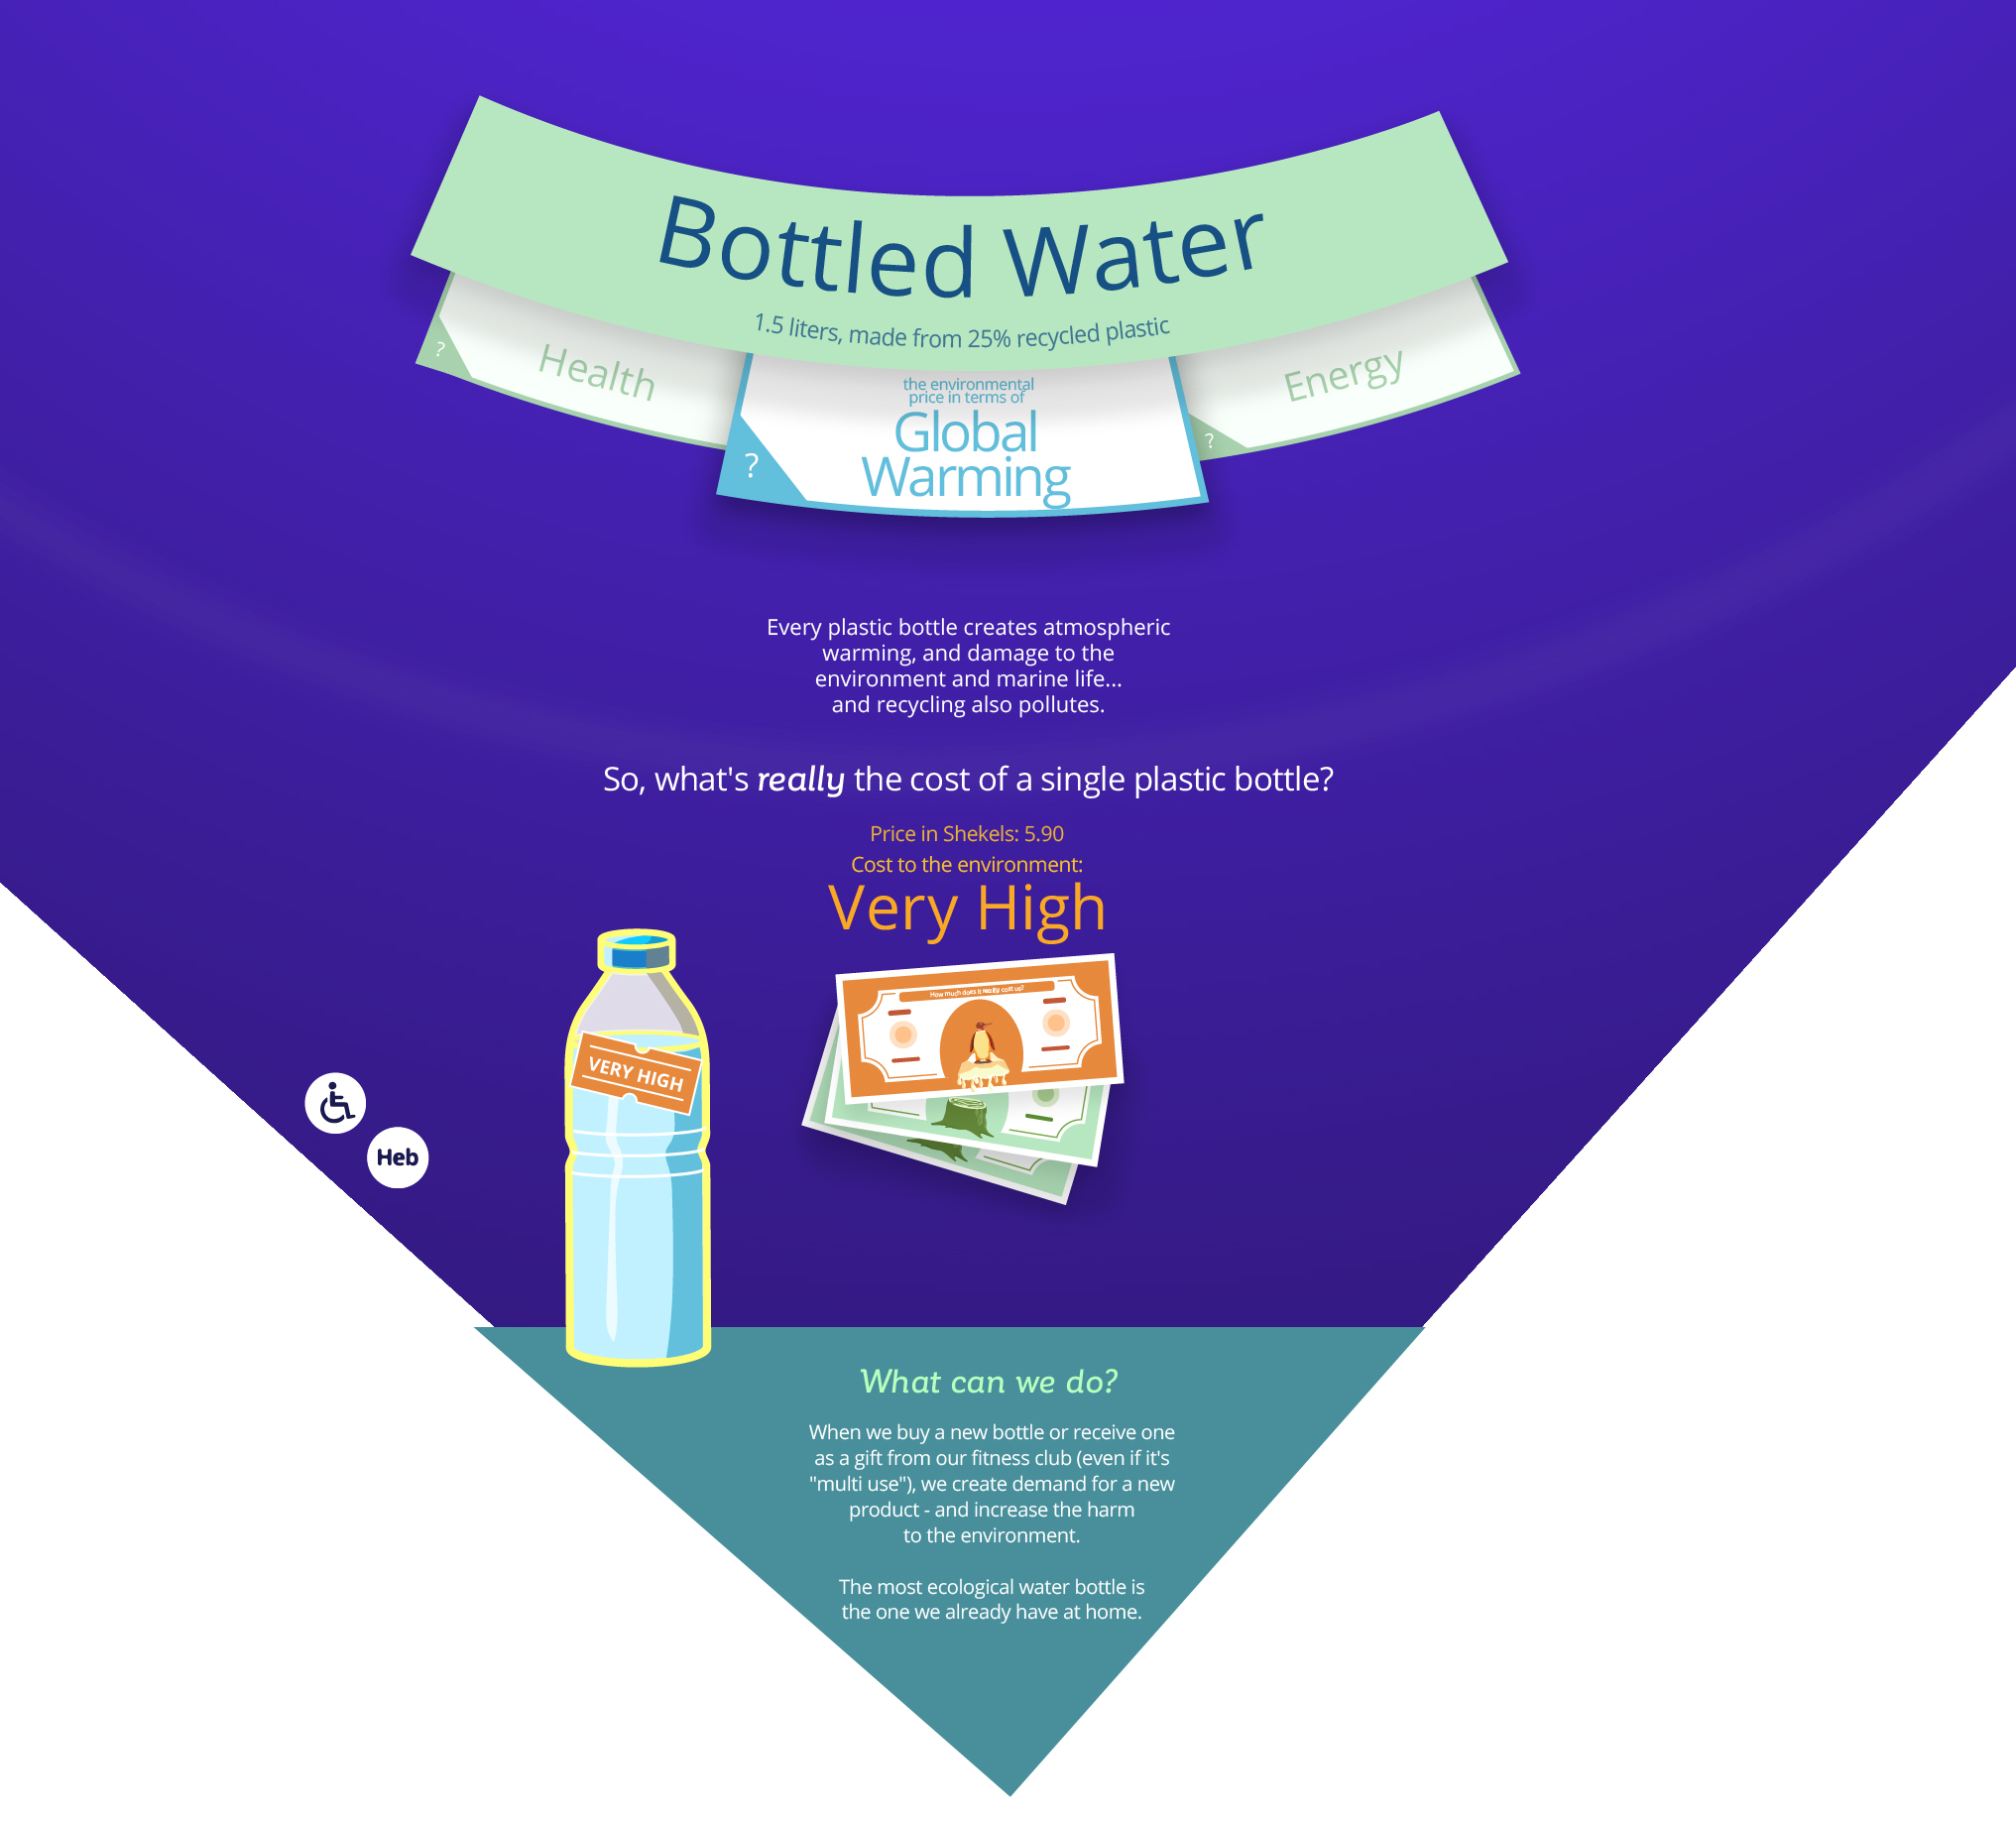 Bottled Water
1.5 liters, made from 25% recycled plastic
?
Health
the environmental
price in terms of
Global
Warming
?
Energy
?
Every plastic bottle creates atmospheric
warming, and damage to the
environment and marine life...
and recycling also pollutes.
So, what's really the cost of a single plastic bottle?
Price in Shekels: 5.90
Cost to the environment:
Very High
How much does it really cost us?
VERY HIGH
Heb
What can we do?
When we buy a new bottle or receive one
as a gift from our fitness club (even if it's
"multi use"), we create demand for a new
product - and increase the harm
to the environment.
The most ecological water bottle is
the one we already have at home.